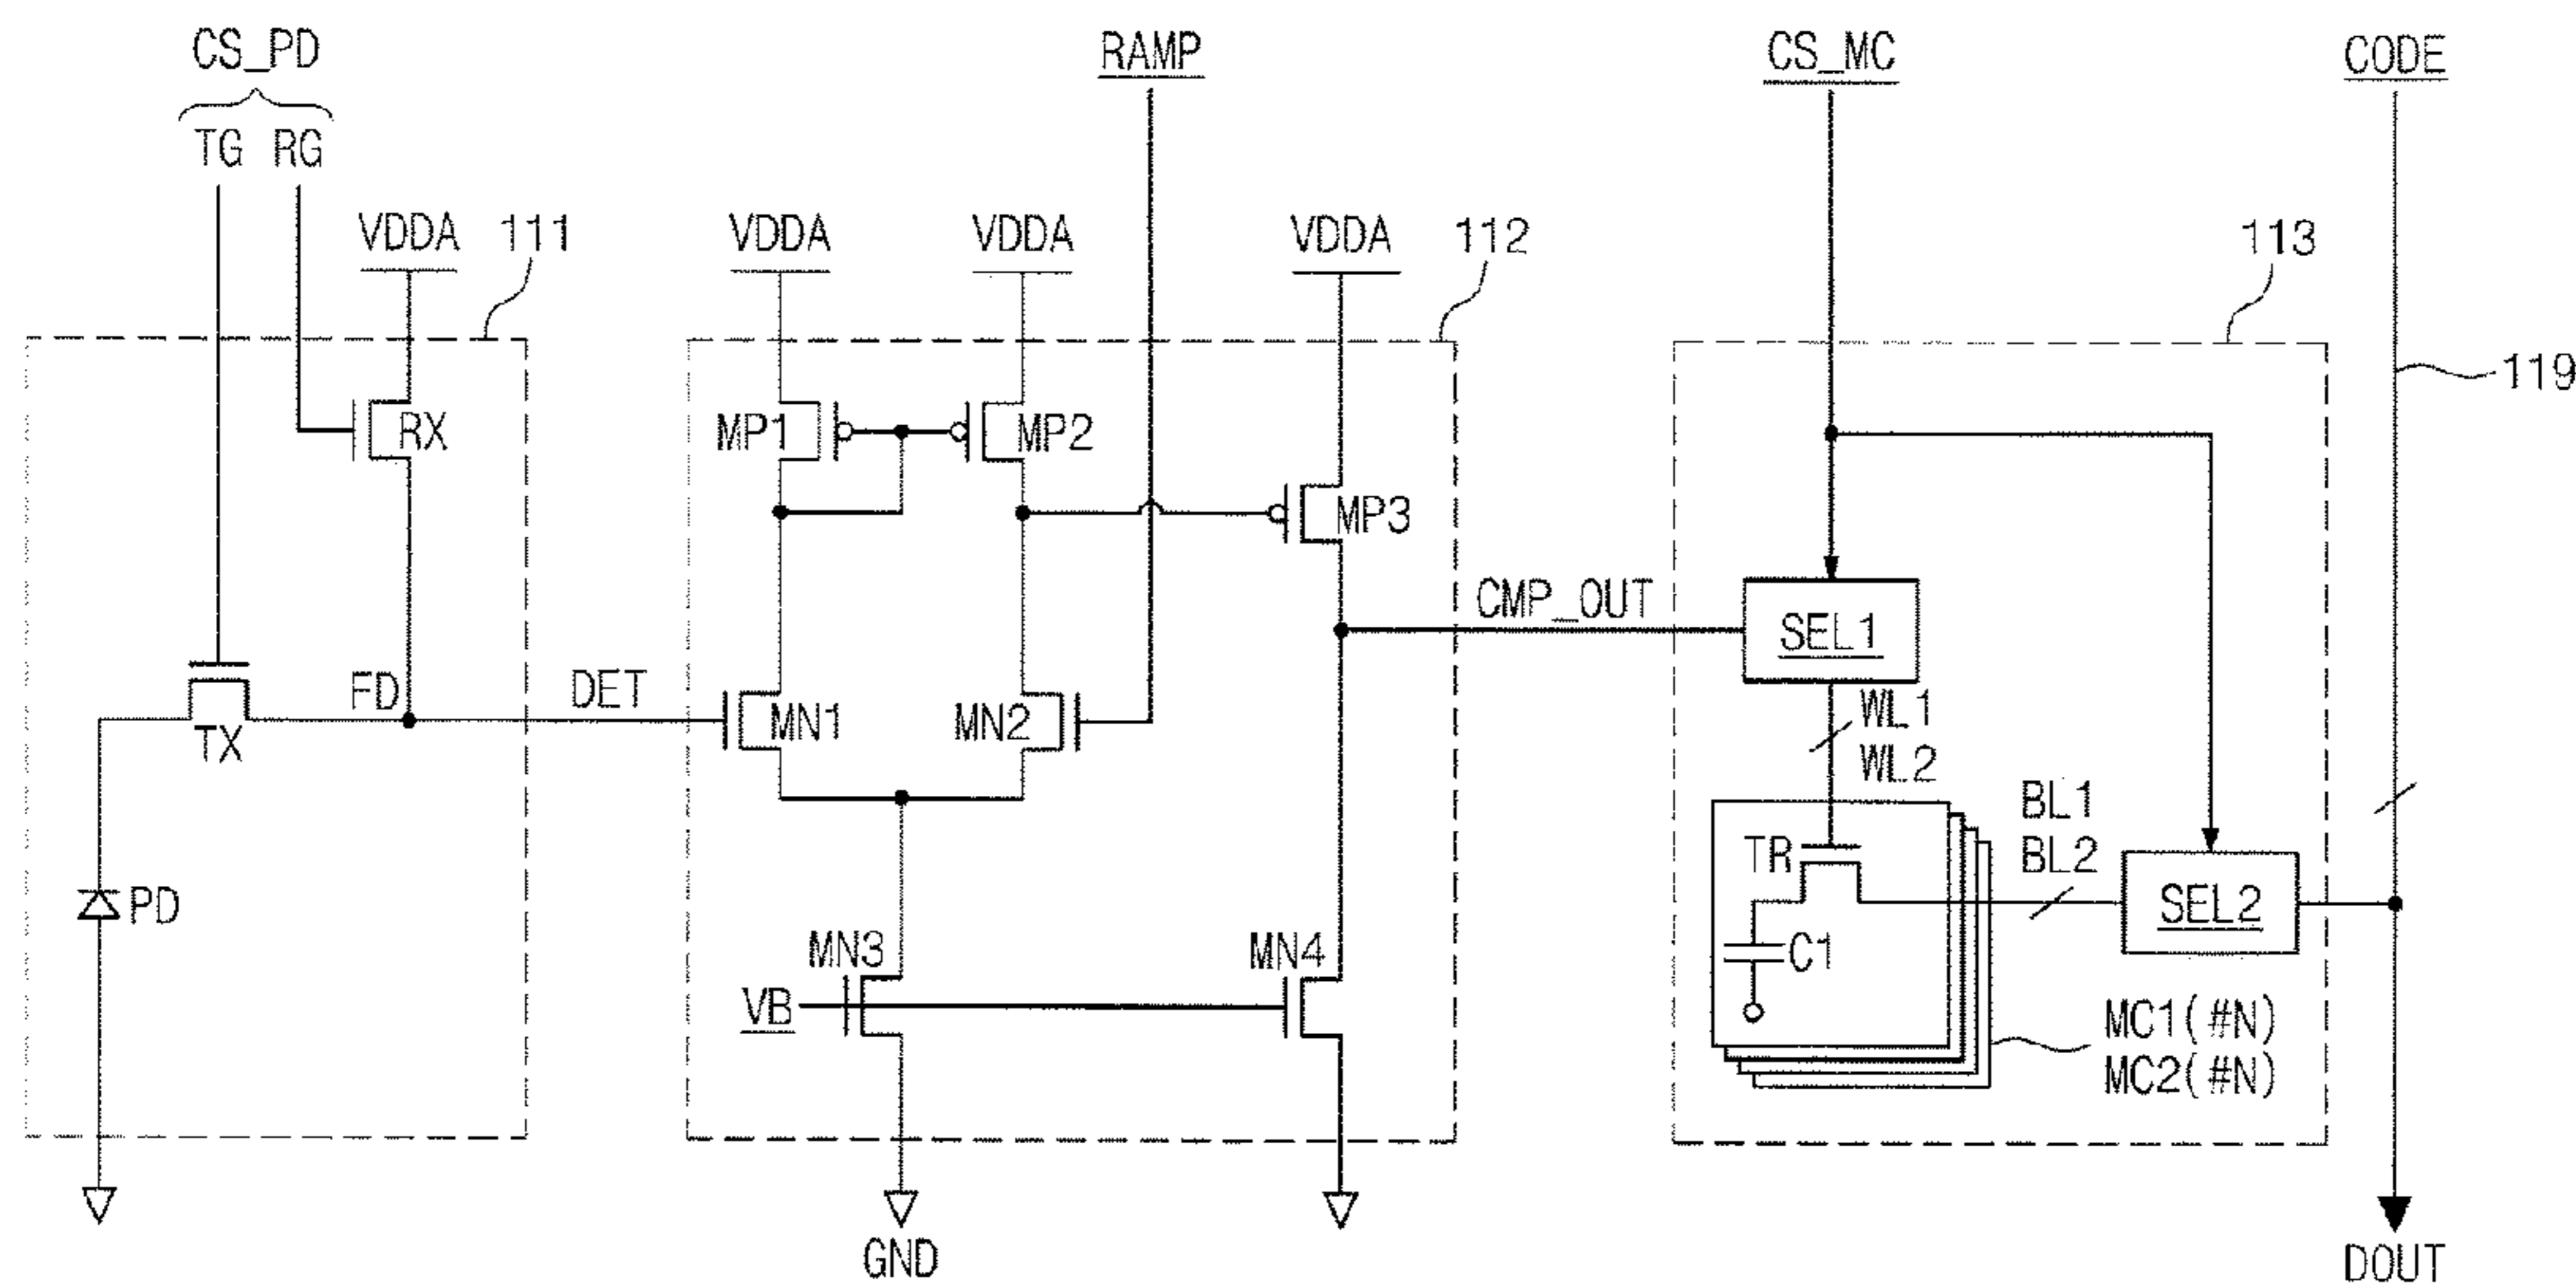 CS_PD
TG RG
RAMP
CS_MC
CODE
VDDA
111
VDDA
VDDA
VDDA
112
113
119
RX
MP1
MP2
MP3
CMP_OUT
SEL1
FD
DET
TX
MN1
MN2
WL1
WL2
PD
BL1
BL2
TR
C1
SEL2
MN3
MN4
VB
MC1(#N)
MC2(#N)
GND
DOUT